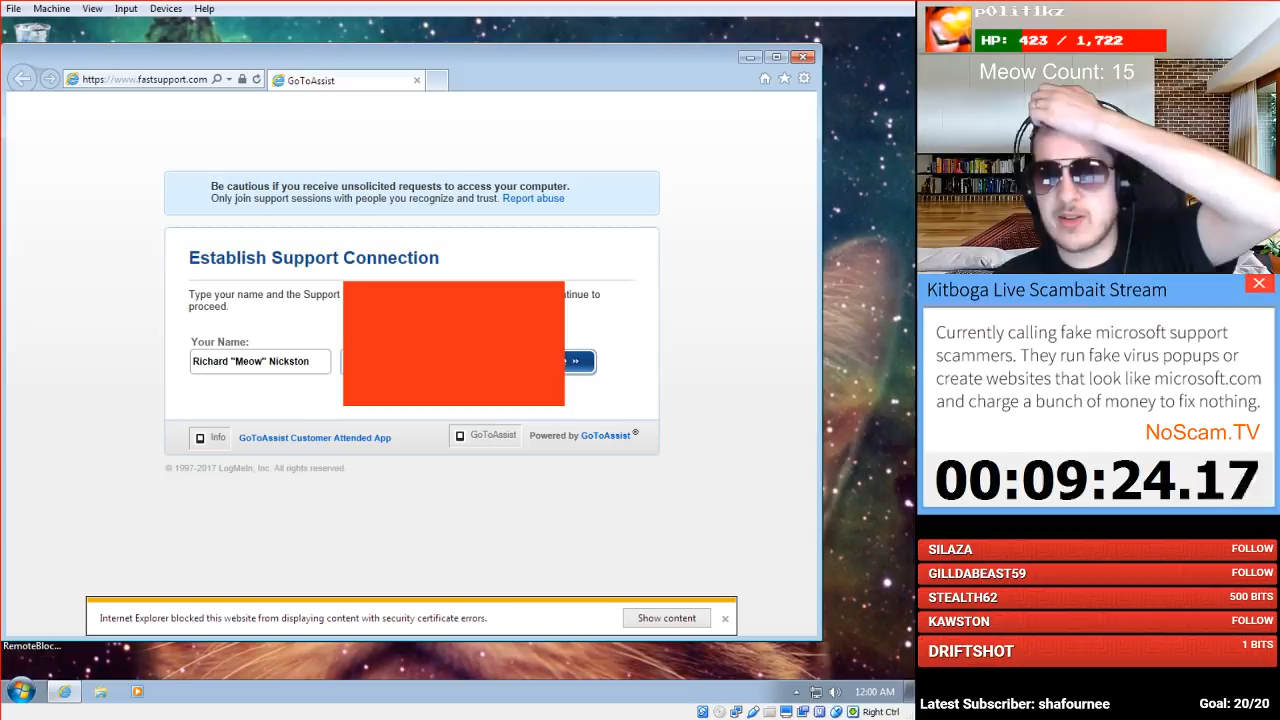 File Machine View Input Devices Help
https://www.fastsupport.com
GoToAssist
Be cautious if you receive unsolicited requests to access your computer.
Only join support sessions with people you recognize and trust. Report abuse
Establish Support Connection
Type your name and the Support
tinue to
proceed.
Your Name:
Richard "Meow" Nickston
Info
GoToAssist Customer Attended App
GoToAssist
Powered by GoToAssist®
© 1997-2017 LogMeIn, Inc. All rights reserved.
Internet Explorer blocked this website from displaying content with security certificate errors.
Show content
RemoteBloc...
12:00 AM
Right Ctrl
p0lit1kz
HP: 423 / 1,722
Meow Count: 15
Kitboga Live Scambait Stream
Currently calling fake microsoft support
scammers. They run fake virus popups or
create websites that look like microsoft.com
and charge a bunch of money to fix nothing.
NoScam.TV
00:09:24.17
SILAZA FOLLOW
GILLDABEAST59 FOLLOW
STEALTH62 500 BITS
KAWSTON FOLLOW
DRIFTSHOT 1 BITS
Latest Subscriber: shafournee Goal: 20/20